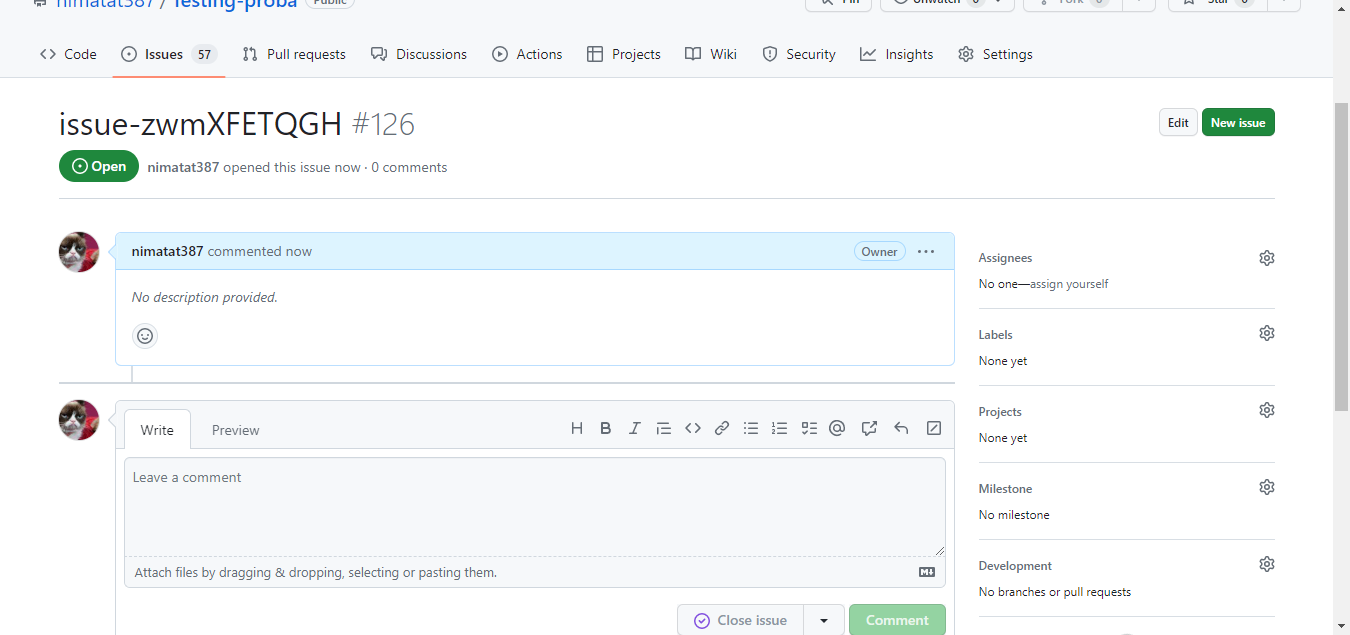 nimatat387 / Testing-proba Public
Pin Unwatch Fork 0 Star 0
Code Issues 57 Pull requests Discussions Actions Projects Wiki Security Insights Settings
issue-zwmXFETQGH #126
Edit New issue
Open nimatat387 opened this issue now · 0 comments
nimatat387 commented now Owner
No description provided.
Write Preview
Leave a comment
Attach files by dragging & dropping, selecting or pasting them.
Close issue Comment
Assignees
No one—assign yourself
Labels
None yet
Projects
None yet
Milestone
No milestone
Development
No branches or pull requests